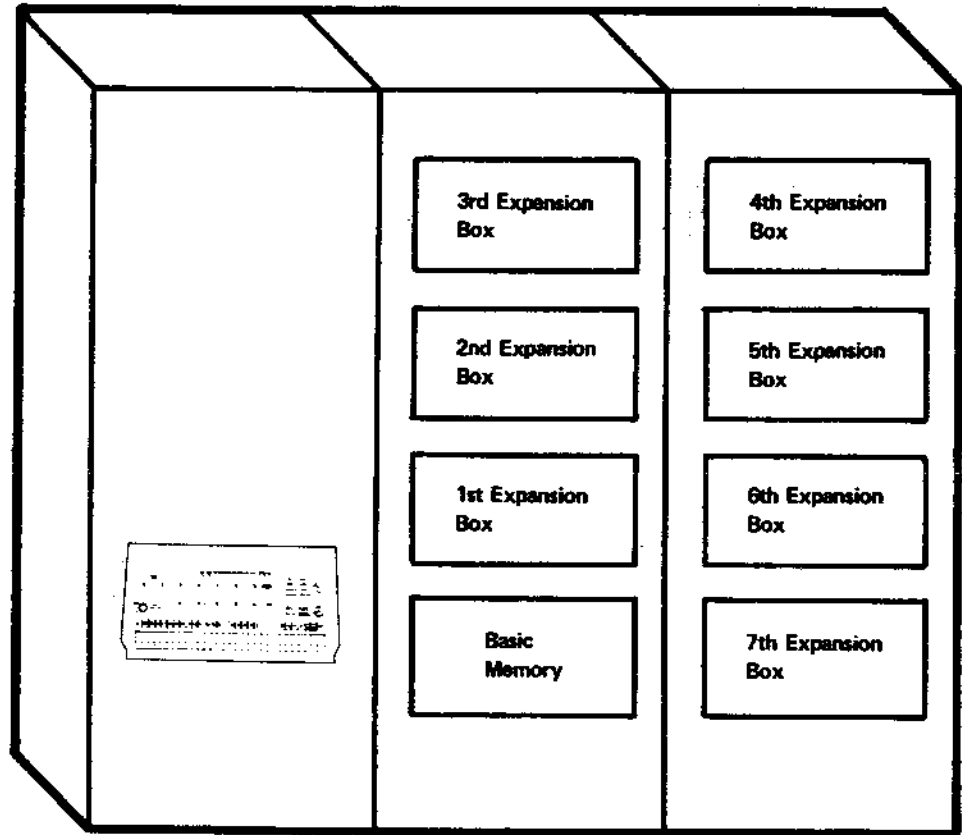 3rd Expansion
Box
2nd Expansion
Box
1st Expansion
Box
Basic
Memory
4th Expansion
Box
5th Expansion
Box
6th Expansion
Box
7th Expansion
Box